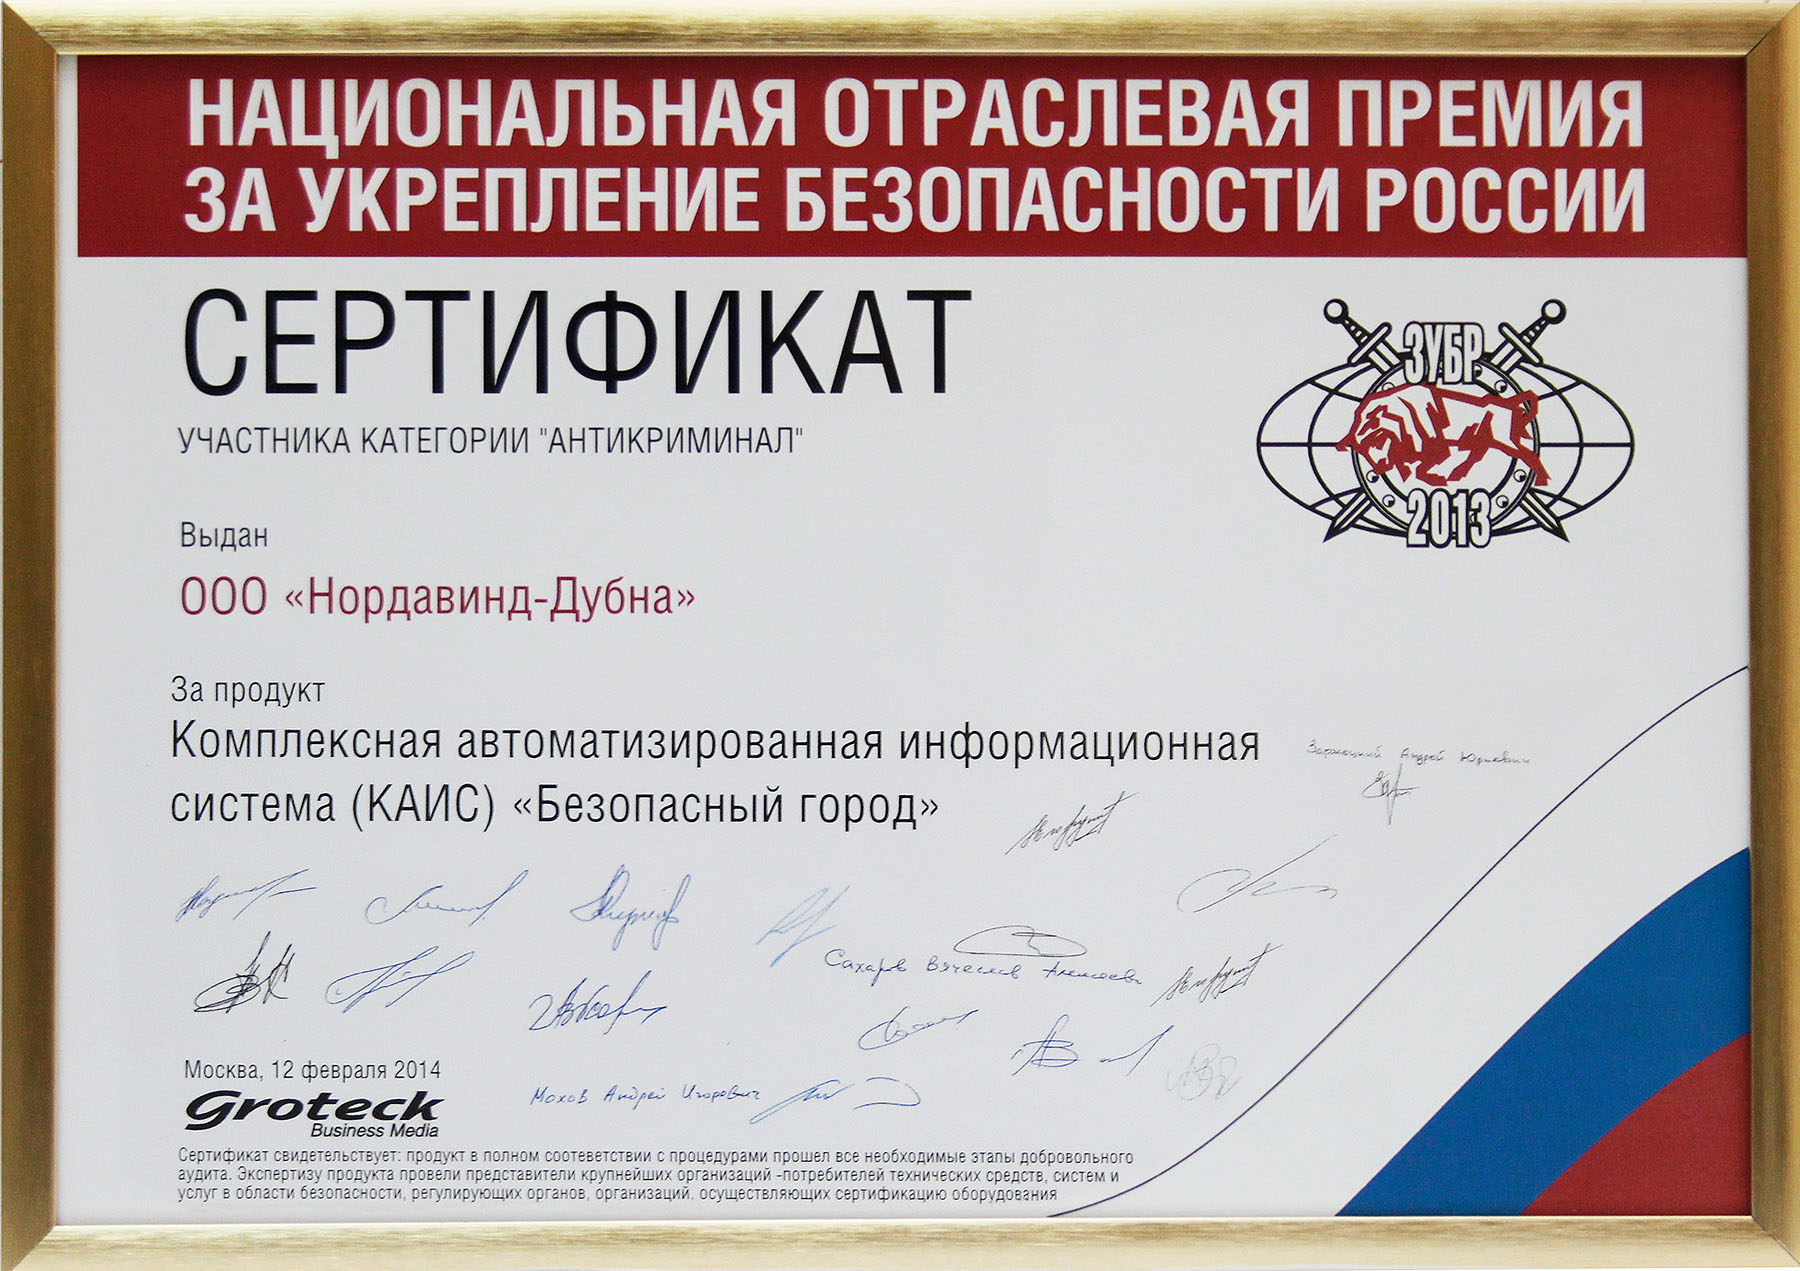 НАЦИОНАЛЬНАЯ ОТРАСЛЕВАЯ ПРЕМИЯ
ЗА УКРЕПЛЕНИЕ БЕЗОПАСНОСТИ РОССИИ
СЕРТИФИКАТ
УЧАСТНИКА КАТЕГОРИИ "АНТИКРИМИНАЛ"
ЗУБР
2013
Выдан
ООО «Нордавинд-Дубна»
За продукт
Комплексная автоматизированная информационная
система (КАИС) «Безопасный город»
Андрей Юрьевич
Сахаров Вячеслав Алексеевич
Мохов Андрей Игоревич
Москва, 12 февраля 2014
Groteck
Business Media
Сертификат свидетельствует: продукт в полном соответствии с процедурами прошел все необходимые этапы добровольного
аудита. Экспертизу продукта провели представители крупнейших организаций -потребителей технических средств, систем и
услуг в области безопасности, регулирующих органов, организаций. осуществляющих сертификацию оборудования